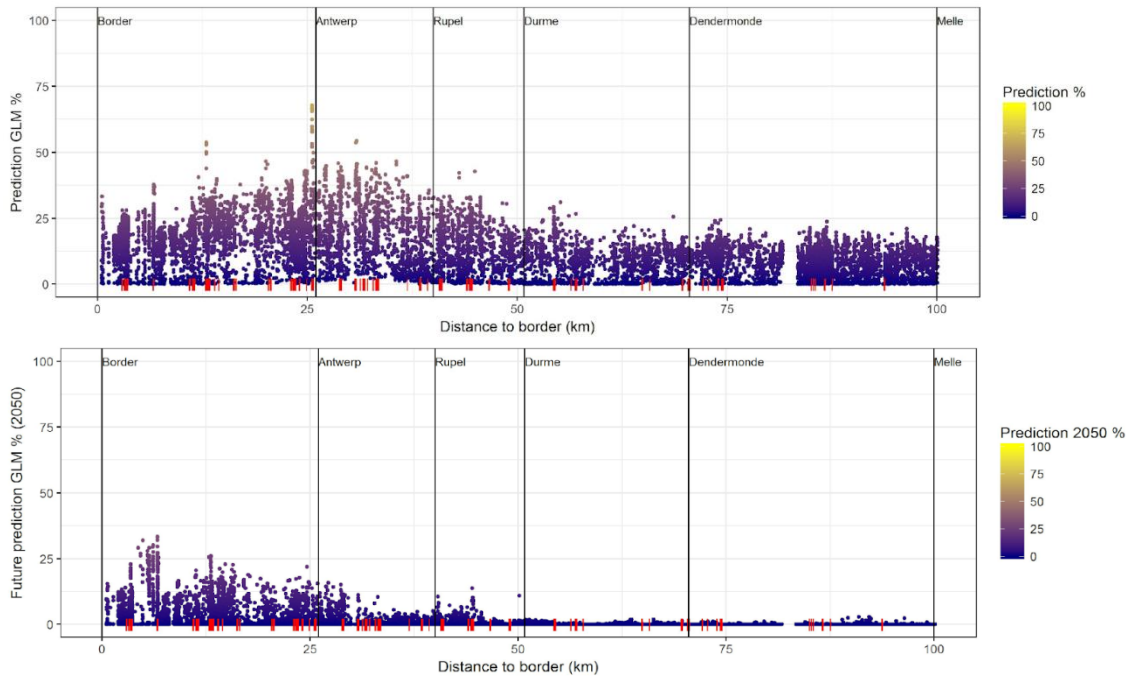 100
75
50
25
0
Prediction GLM %
Border
Antwerp
Rupel
Durme
Dendermonde
Melle
0
25
50
75
100
Distance to border (km)
Prediction %
100
75
50
25
0
100
75
50
25
0
Future prediction GLM % (2050)
Border
Antwerp
Rupel
Durme
Dendermonde
Melle
0
25
50
75
100
Distance to border (km)
Prediction 2050 %
100
75
50
25
0